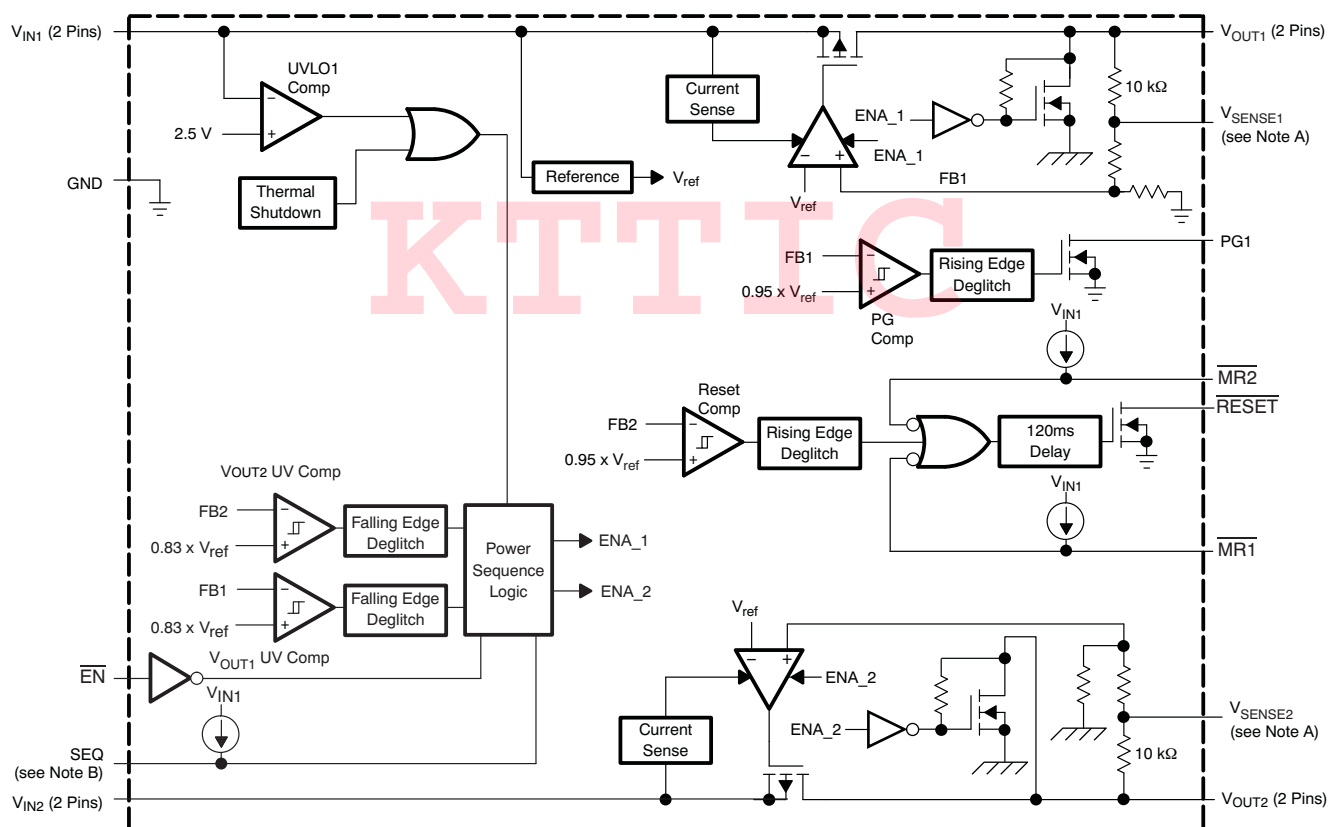 VIN1 (2 Pins)
VOUT1 (2 Pins)
UVLO1
Comp
−
+
2.5 V
Current
Sense
ENA_1
10 kΩ
VSENSE1
(see Note A)
ENA_1
−
+
GND
Thermal
Shutdown
Reference
Vref
Vref
FB1
KTTIC
PG1
FB1
−
0.95 x Vref
+
Rising Edge
Deglitch
PG
Comp
VIN1
MR2
RESET
Reset
Comp
FB2
−
0.95 x Vref
+
Rising Edge
Deglitch
120ms
Delay
VIN1
MR1
VOUT2 UV Comp
FB2
−
0.83 x Vref
+
Falling Edge
Deglitch
FB1
−
0.83 x Vref
+
Falling Edge
Deglitch
VOUT1 UV Comp
Power
Sequence
Logic
ENA_1
ENA_2
EN
VIN1
SEQ
(see Note B)
Vref
−
+
ENA_2
ENA_2
Current
Sense
VSENSE2
(see Note A)
10 kΩ
VIN2 (2 Pins)
VOUT2 (2 Pins)